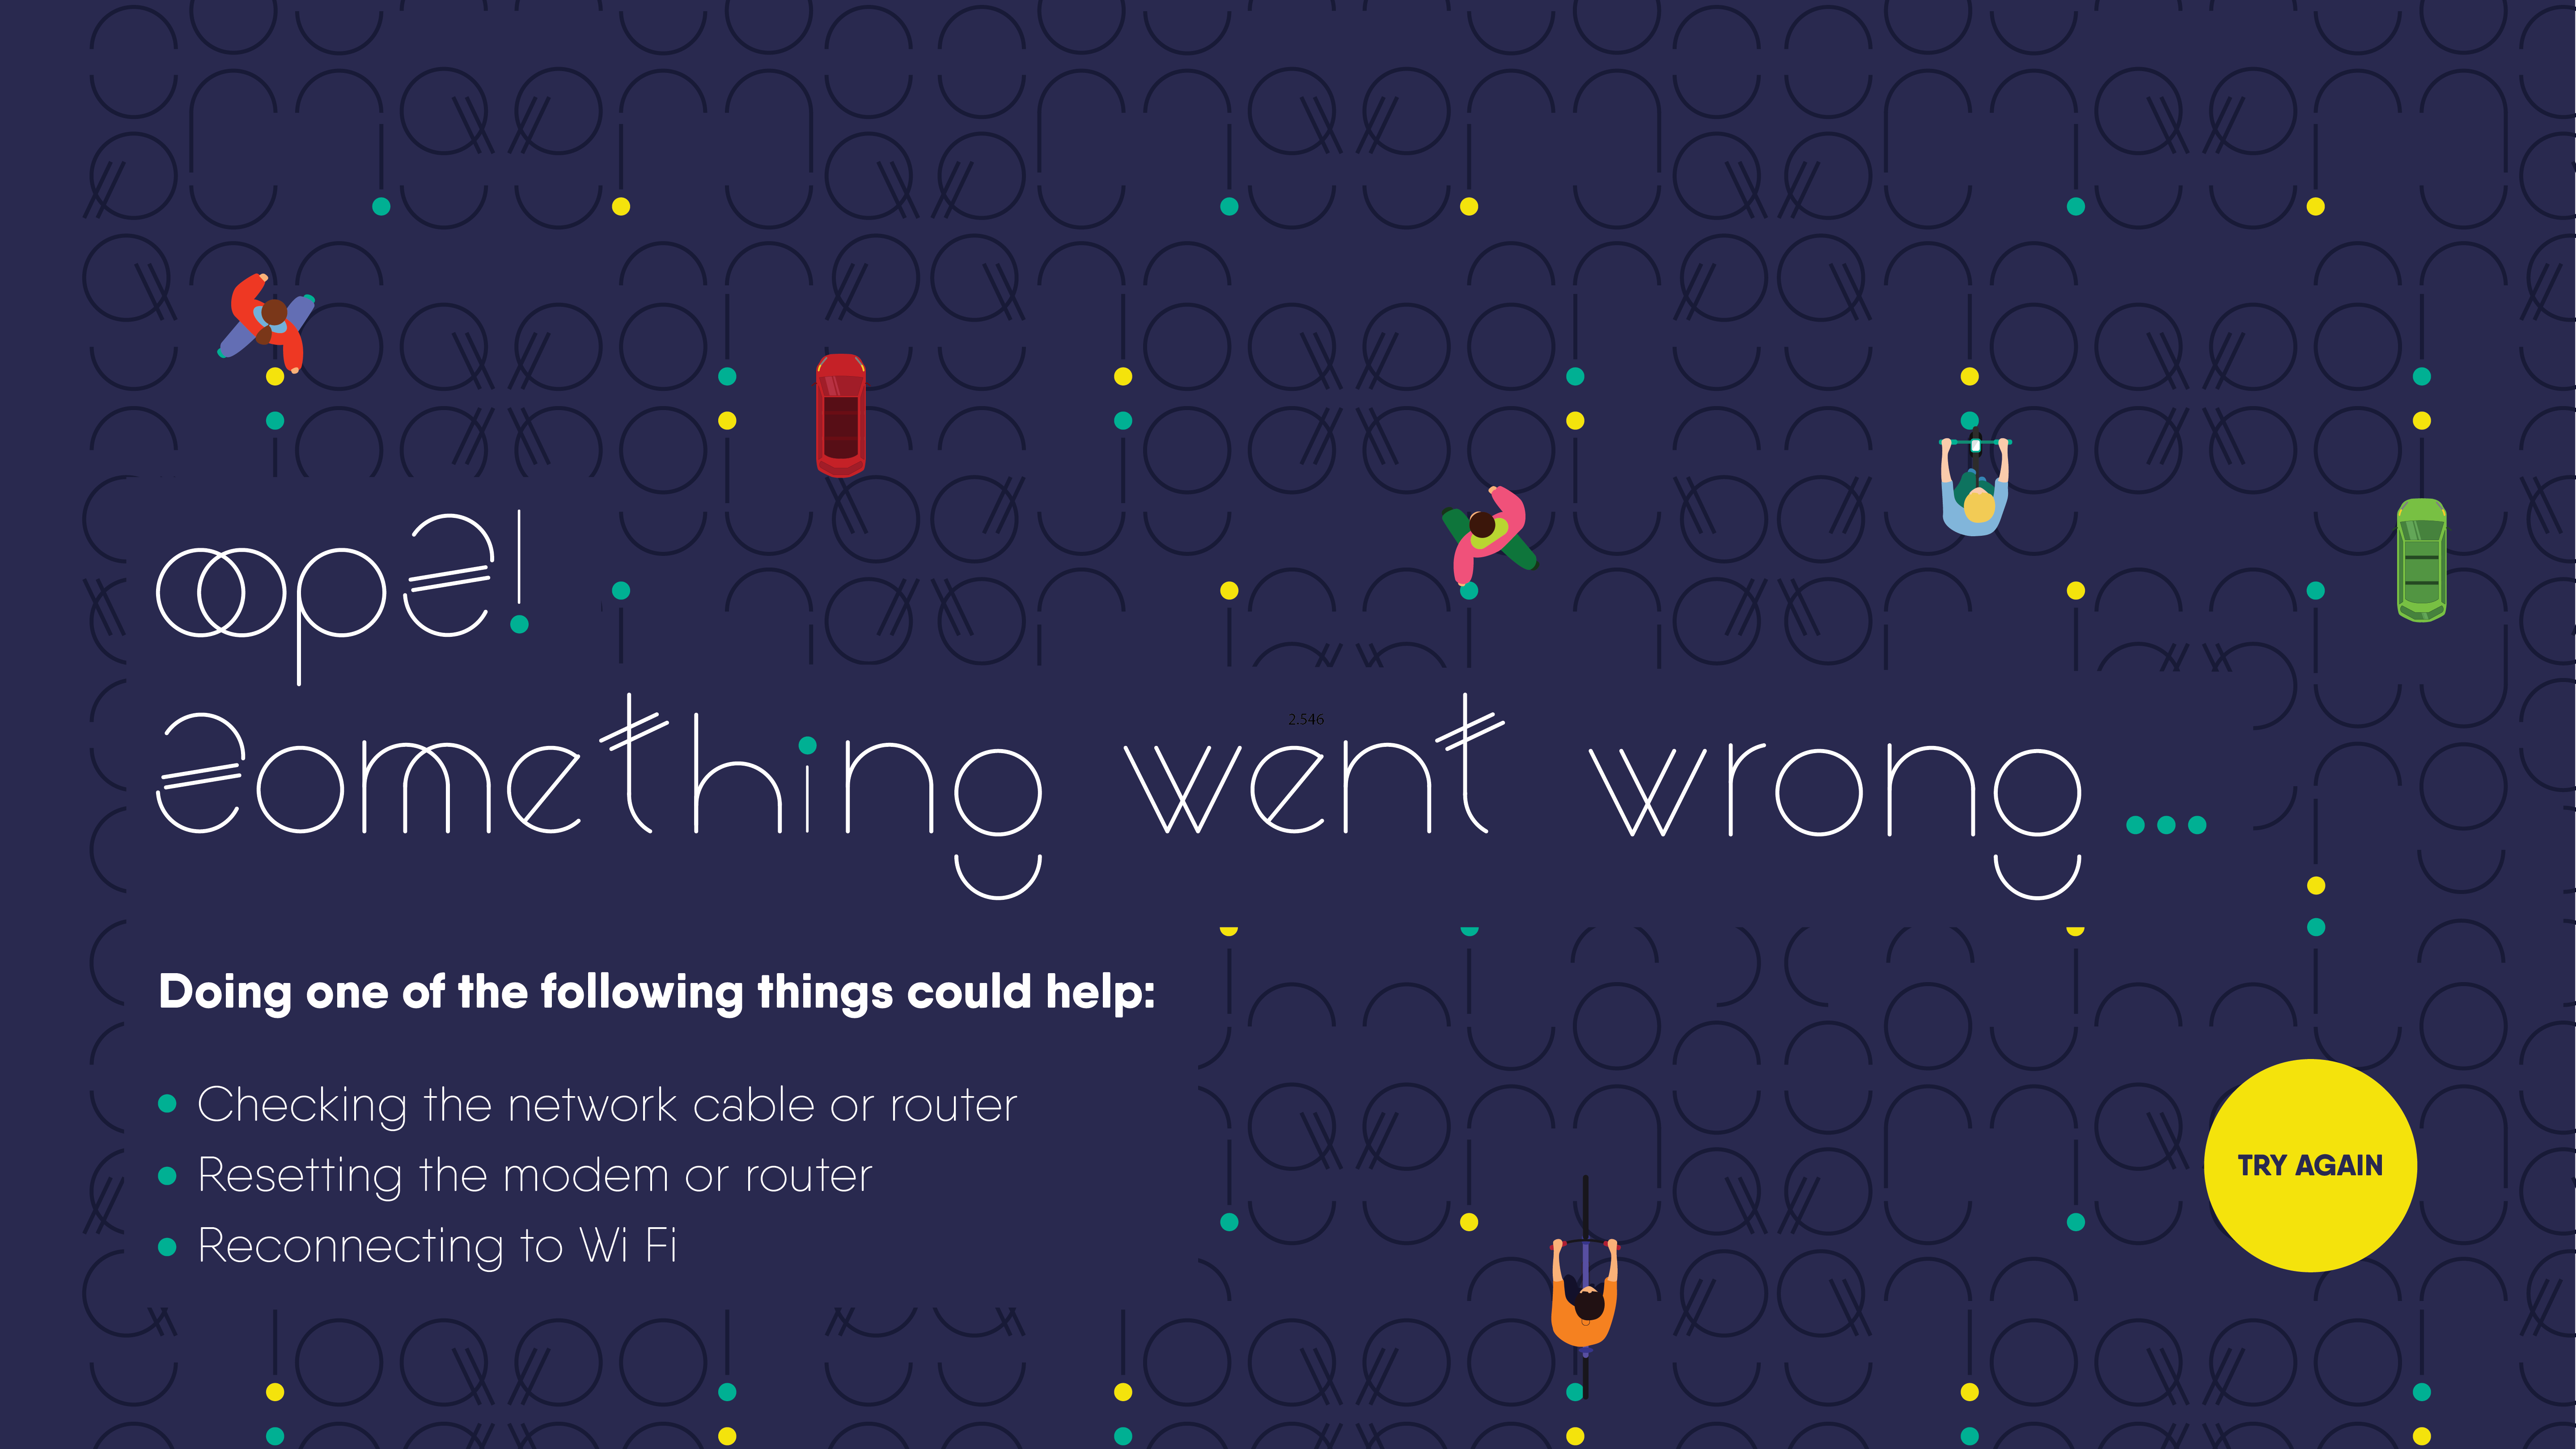 oops!
2.546
something went wrong...
Doing one of the following things could help:
Checking the network cable or router
Resetting the modem or router
Reconnecting to Wi Fi
TRY AGAIN